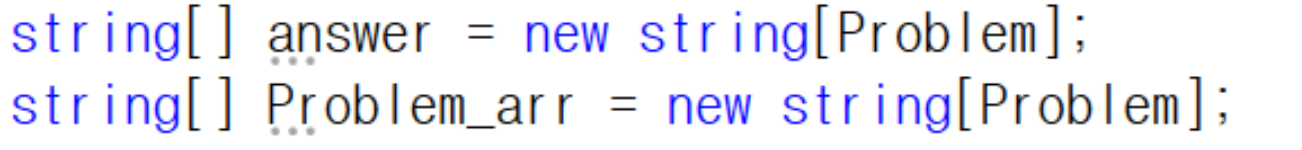 string[] answer = new string[Problem];
string[] Problem_arr = new string[Problem];